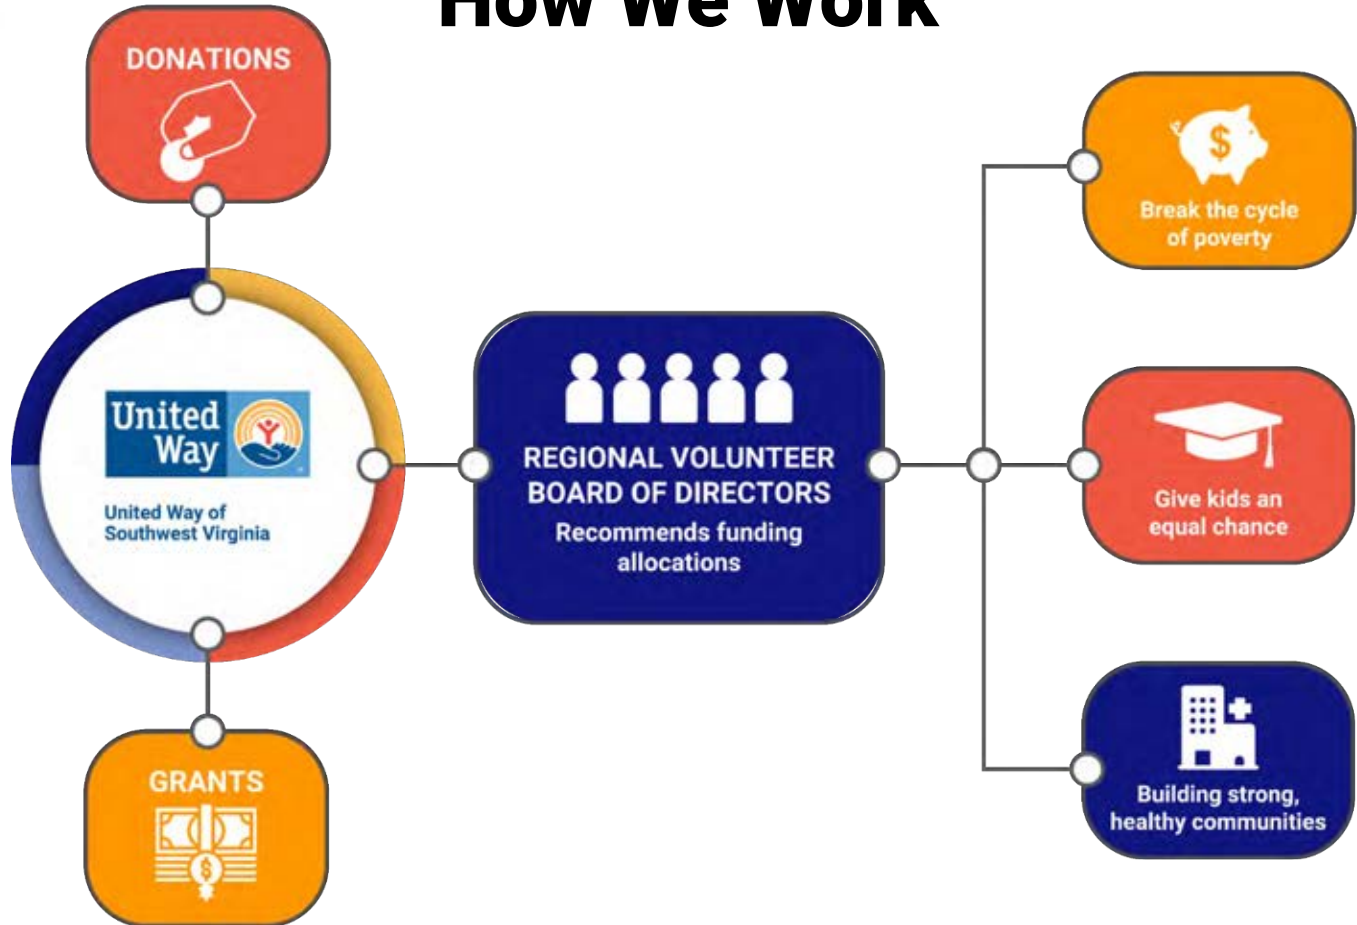 How We Work
DONATIONS
United
Way
United Way of
Southwest Virginia
GRANTS
$
REGIONAL VOLUNTEER
BOARD OF DIRECTORS
Recommends funding
allocations
$
Break the cycle
of poverty
Give kids an
equal chance
Building strong,
healthy communities